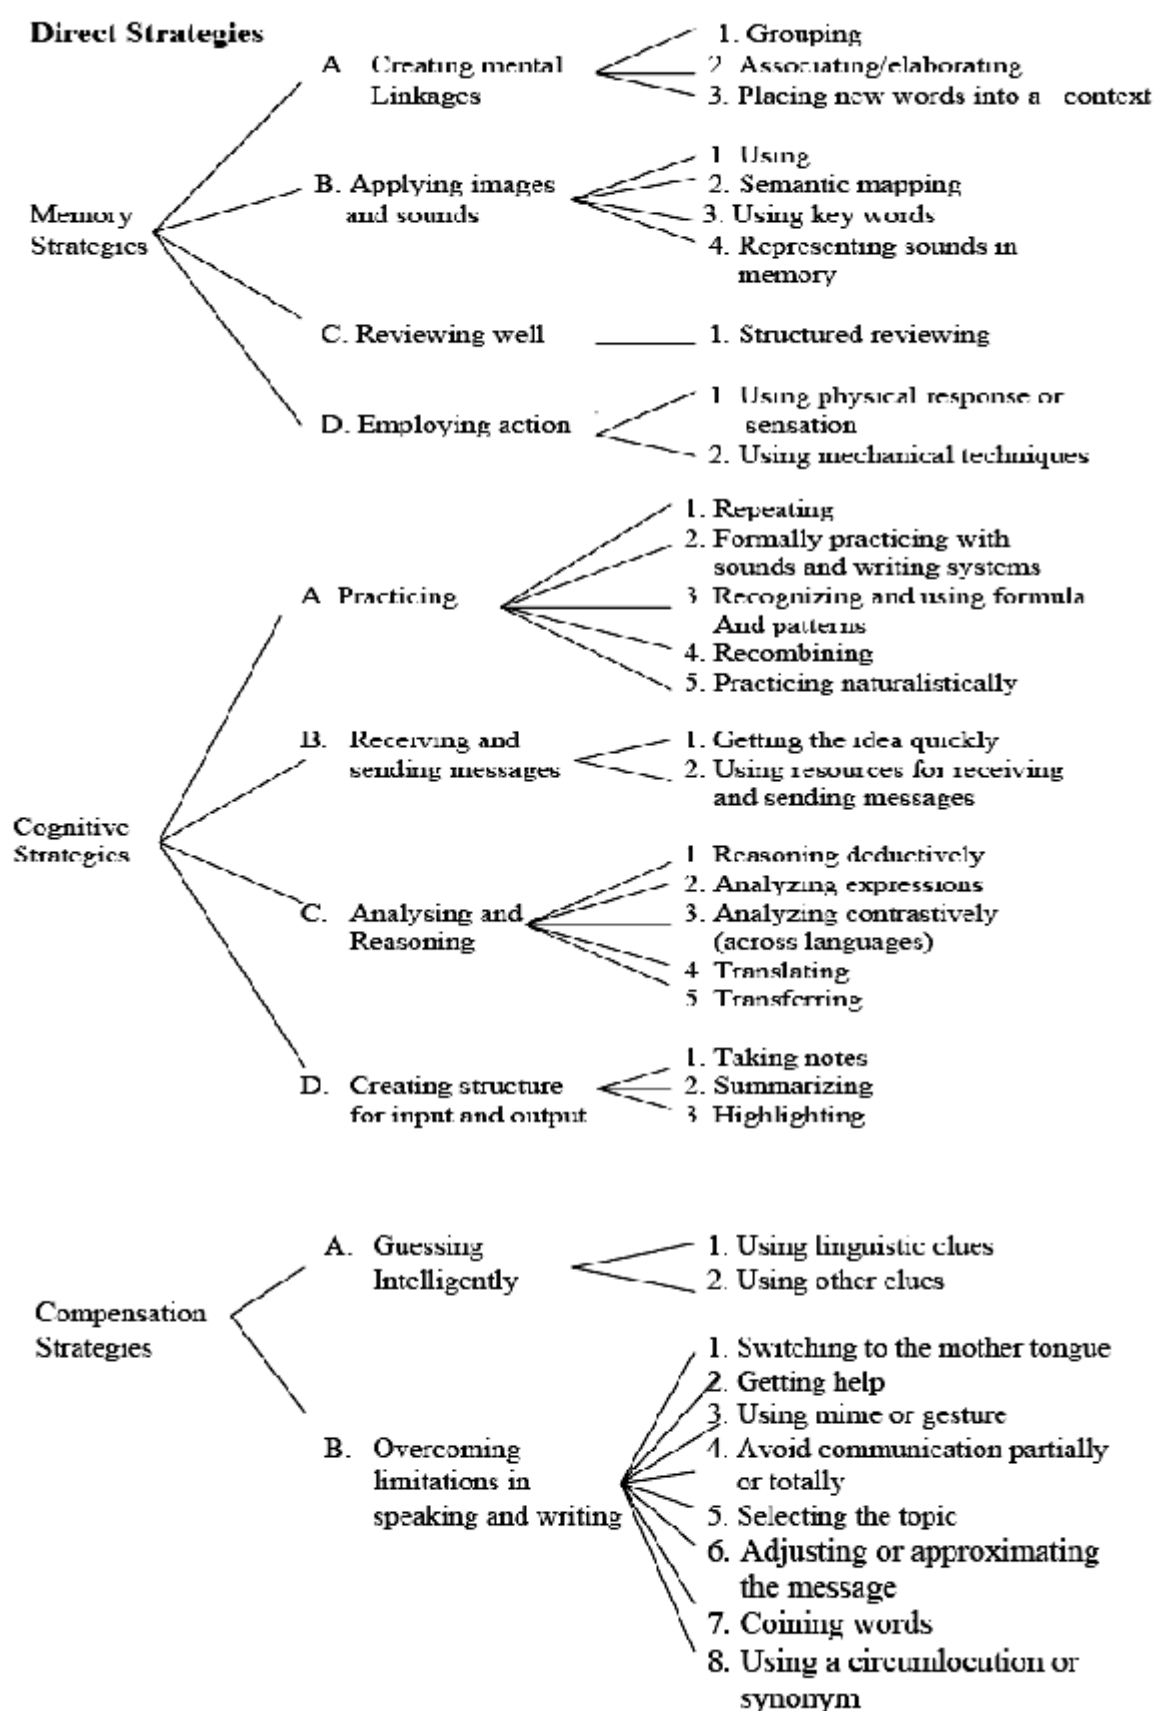 Direct Strategies
Memory
Strategies
A Creating mental
Linkages
1. Grouping
2 Associating/elaborating
3. Placing new words into a context
B. Applying images
and sounds
1 Using
2. Semantic mapping
3. Using key words
4. Representing sounds in
memory
C. Reviewing well
1. Structured reviewing
D. Employing action
1 Using physical response or
sensation
2. Using mechanical techniques
Cognitive
Strategies
A Practicing
1. Repeating
2. Formally practicing with
sounds and writing systems
3 Recognizing and using formula
And patterns
4. Recombining
5. Practicing naturalistically
B. Receiving and
sending messages
1. Getting the idea quickly
2. Using resources for receiving
and sending messages
C. Analysing and
Reasoning
1 Reasoning deductively
2. Analyzing expressions
3. Analyzing contrastively
(across languages)
4 Translating
5 Transferring
D. Creating structure
for input and output
1. Taking notes
2. Summarizing
3 Highlighting
Compensation
Strategies
A. Guessing
Intelligently
1. Using linguistic clues
2. Using other clues
B. Overcoming
limitations in
speaking and writing
1. Switching to the mother tongue
2. Getting help
3. Using mime or gesture
4. Avoid communication partially
or totally
5. Selecting the topic
6. Adjusting or approximating
the message
7. Coining words
8. Using a circumlocution or
synonym